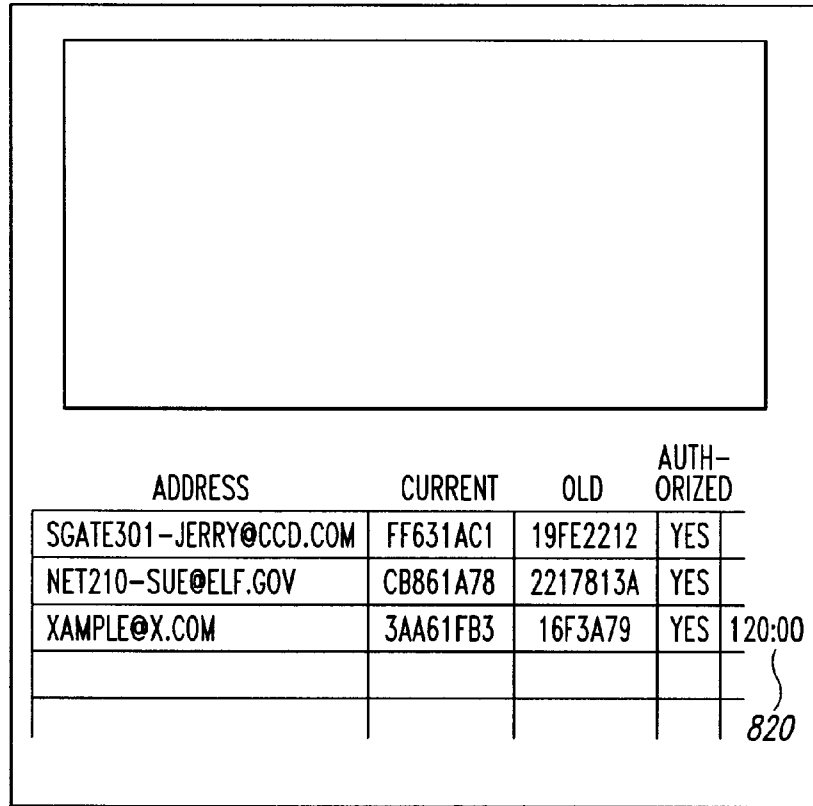 ADDRESS CURRENT OLD AUTH-
ORIZED
SGATE301-JERRY@CCD.COM FF631AC1 19FE2212 YES
NET210-SUE@ELF.GOV CB861A78 2217813A YES
XAMPLE@X.COM 3AA61FB3 16F3A79 YES 120:00
820